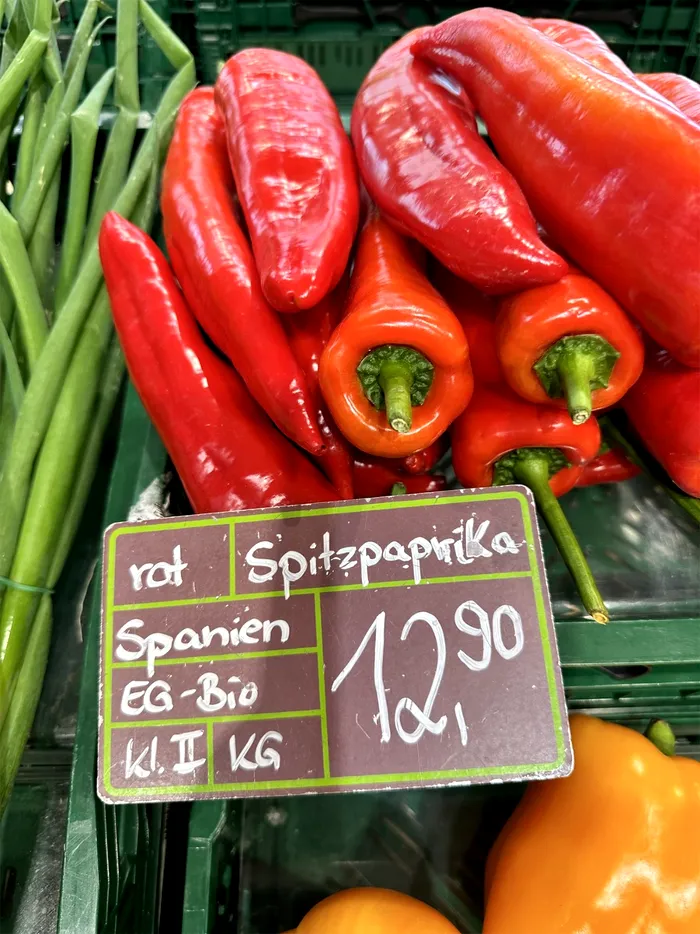 rot Spitzpaprika
Spanien
EG-Bio
kl. II KG
12,90